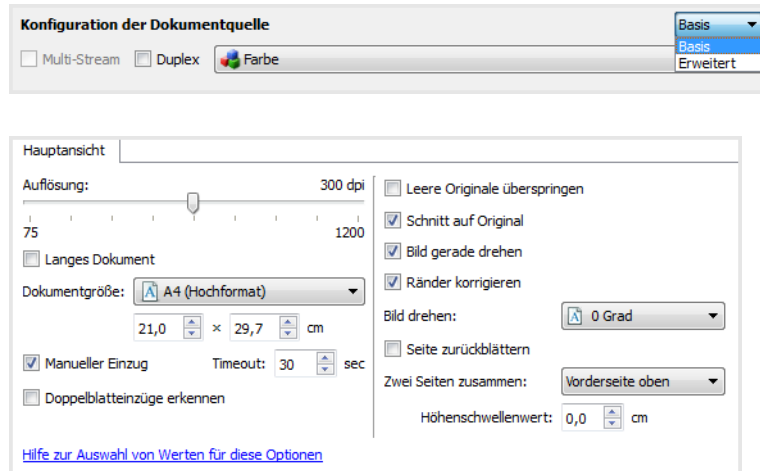 Konfiguration der Dokumentquelle
Basis
Basis
Erweitert
Multi-Stream Duplex Farbe
Hauptansicht
Auflösung: 300 dpi
75 1200
Langes Dokument
Dokumentgröße: A4 (Hochformat)
21,0 × 29,7 cm
Manueller Einzug Timeout: 30 sec
Doppelblatteinzüge erkennen
Leere Originale überspringen
Schnitt auf Original
Bild gerade drehen
Ränder korrigieren
Bild drehen: 0 Grad
Seite zurückblättern
Zwei Seiten zusammen: Vorderseite oben
Höhenschwellenwert: 0,0 cm
Hilfe zur Auswahl von Werten für diese Optionen